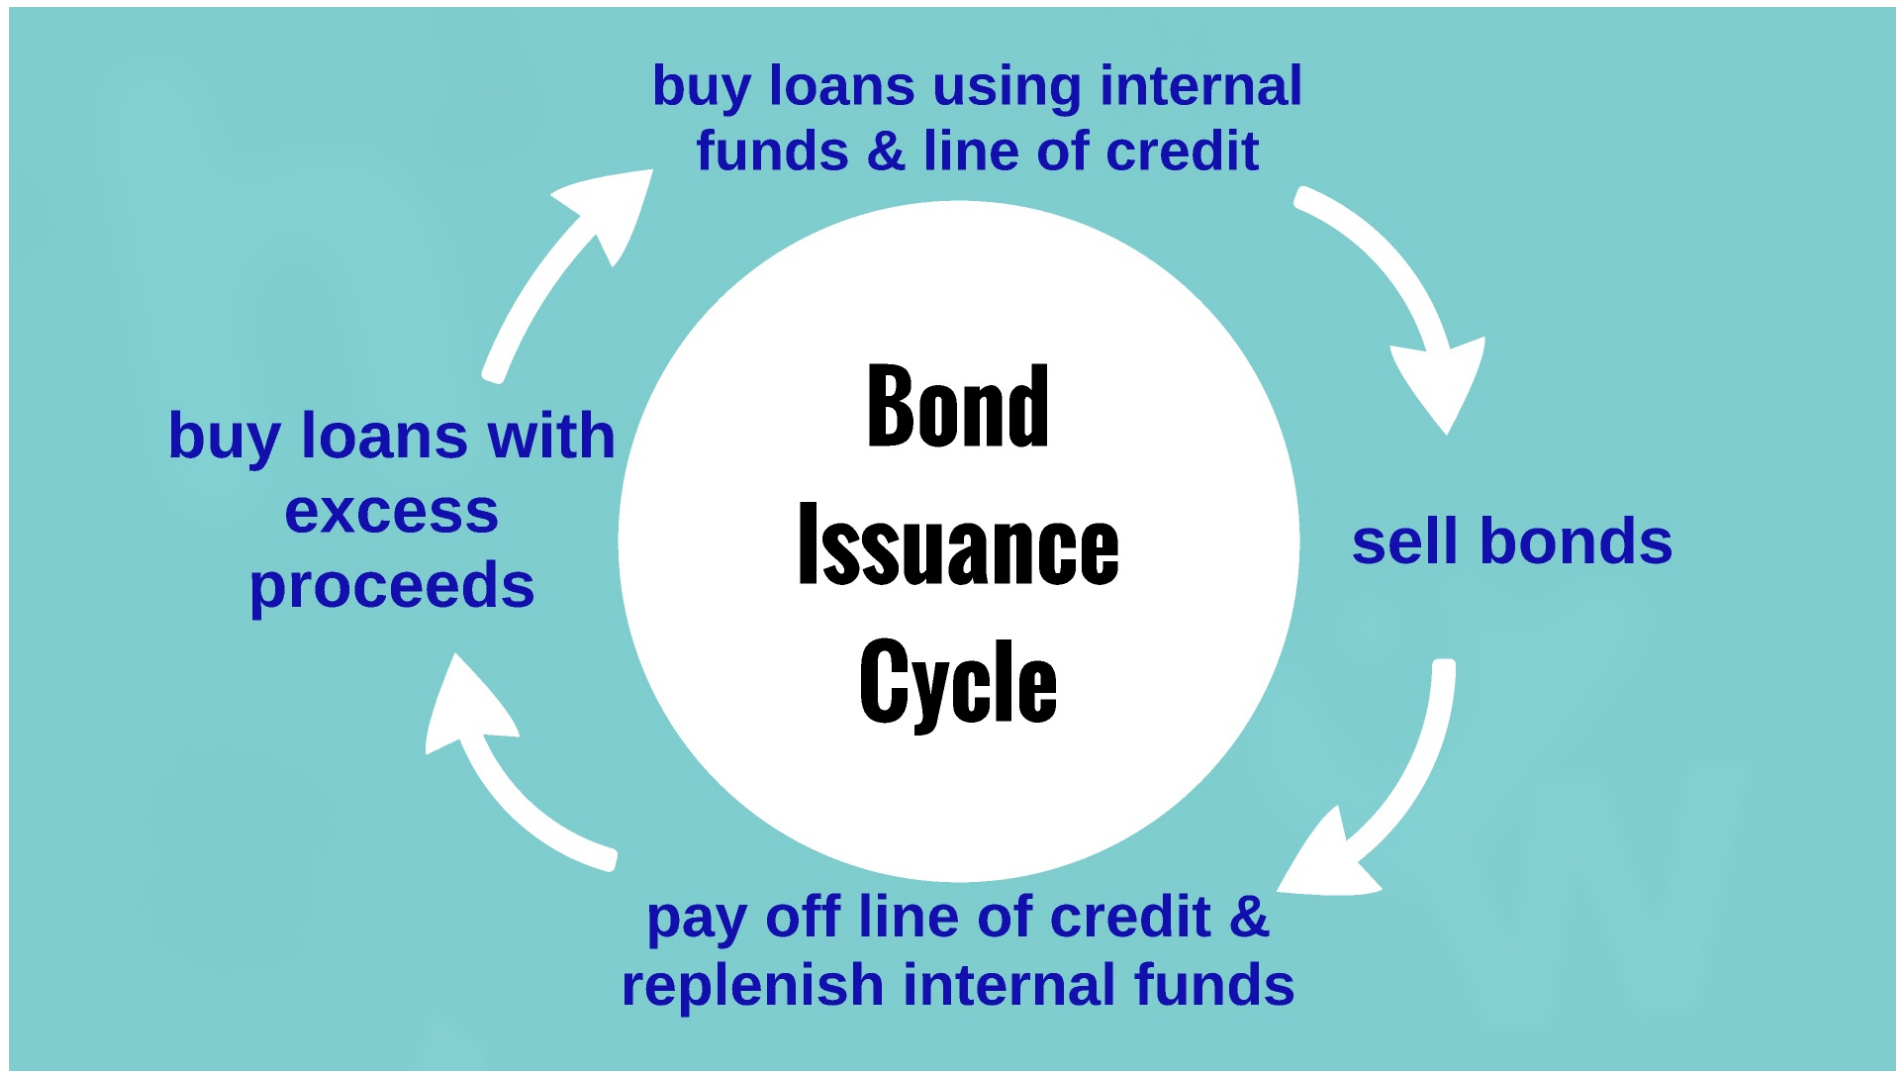 buy loans using internal
funds & line of credit
buy loans with
excess
proceeds
Bond
Issuance
Cycle
sell bonds
pay off line of credit &
replenish internal funds